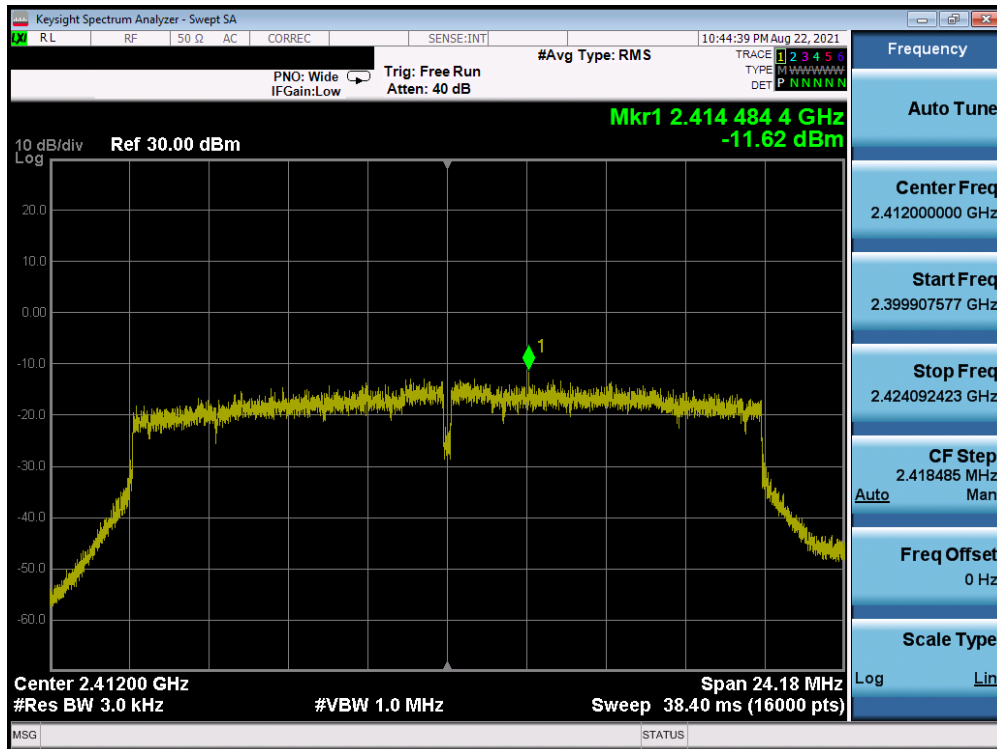 Keysight Spectrum Analyzer - Swept SA
LXI RL RF 50 Ω AC CORREC SENSE:INT 10:44:39 PM Aug 22, 2021
#Avg Type: RMS TRACE 1 2 3 4 5 6
PNO: Wide Trig: Free Run TYPE M WWWWW
IFGain:Low Atten: 40 dB DET P N N N N N
Mkr1 2.414 484 4 GHz
-11.62 dBm
10 dB/div Ref 30.00 dBm
Log
20.0
10.0
0.00
1
-10.0
-20.0
-30.0
-40.0
-50.0
-60.0
Center 2.41200 GHz Span 24.18 MHz
#Res BW 3.0 kHz #VBW 1.0 MHz Sweep 38.40 ms (16000 pts)
MSG STATUS
Frequency
Auto Tune
Center Freq
2.412000000 GHz
Start Freq
2.399907577 GHz
Stop Freq
2.424092423 GHz
CF Step
2.418485 MHz
Auto Man
Freq Offset
0 Hz
Scale Type
Log Lin